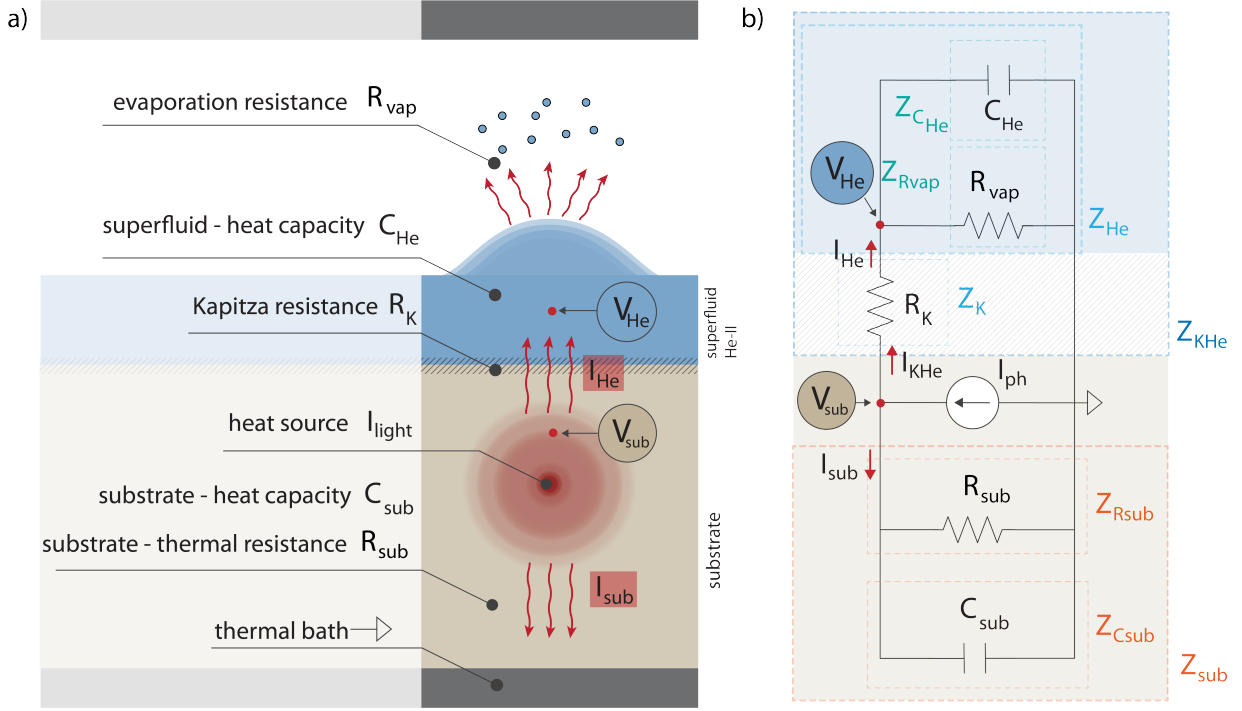 a)
evaporation resistance R_vap
superfluid - heat capacity C_He
Kapitza resistance R_K
V_He
superfluid
He-II
I_He
heat source I_light
V_sub
substrate - heat capacity C_sub
substrate - thermal resistance R_sub
substrate
I_sub
thermal bath
b)
C_He
Z_C_He
V_He
Z_Rvap
R_vap
Z_He
I_He
R_K
Z_K
Z_KHe
I_KHe
I_ph
V_sub
I_sub
R_sub
Z_Rsub
C_sub
Z_Csub
Z_sub